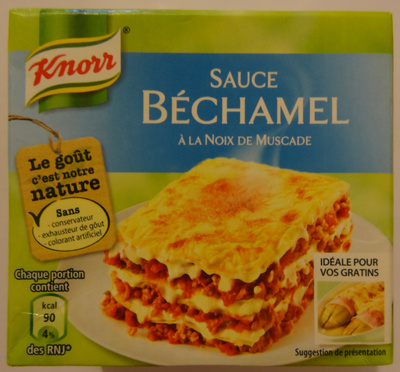 Knorr®
SAUCE
BÉCHAMEL
À LA NOIX DE MUSCADE
Le goût
c'est notre
nature
Sans
- conservateur
- exhausteur de goût
- colorant artificiel
IDÉALE POUR
VOS GRATINS
Chaque portion
contient
kcal
90
4%
des RNJ*
Suggestion de présentation